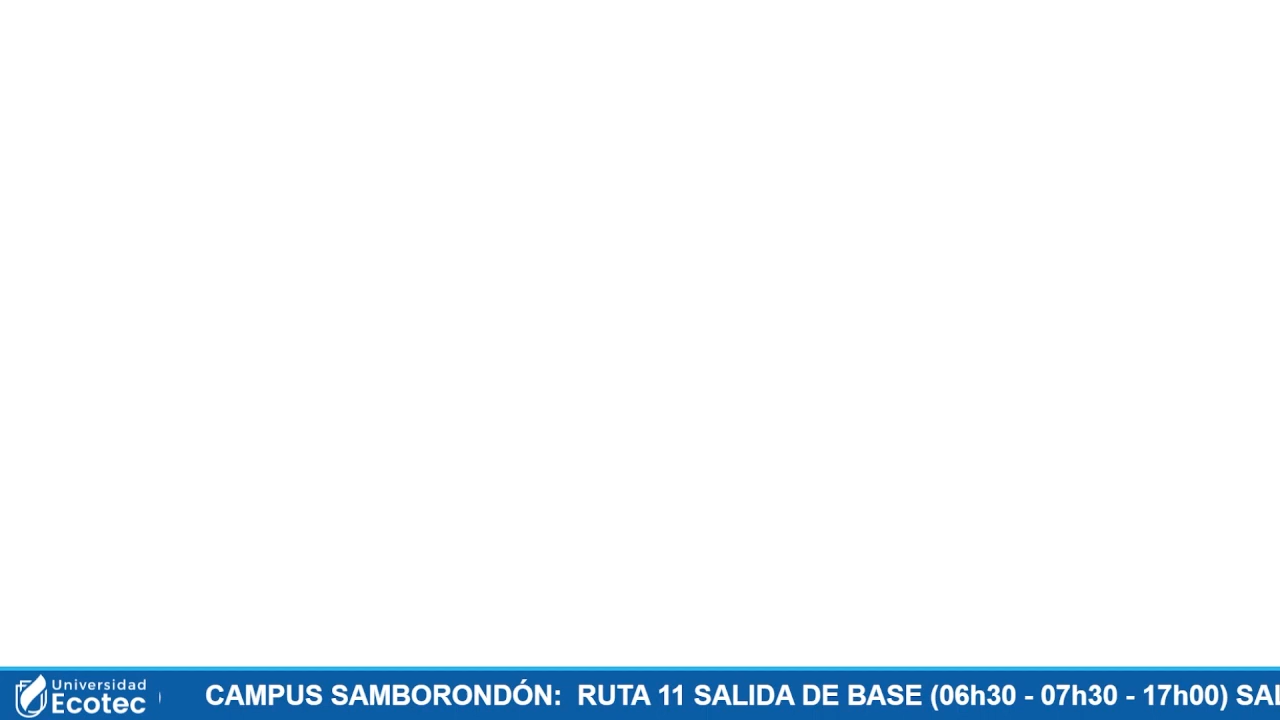 Universidad
Ecotec
) CAMPUS SAMBORONDÓN: RUTA 11 SALIDA DE BASE (06h30 - 07h30 - 17h00)